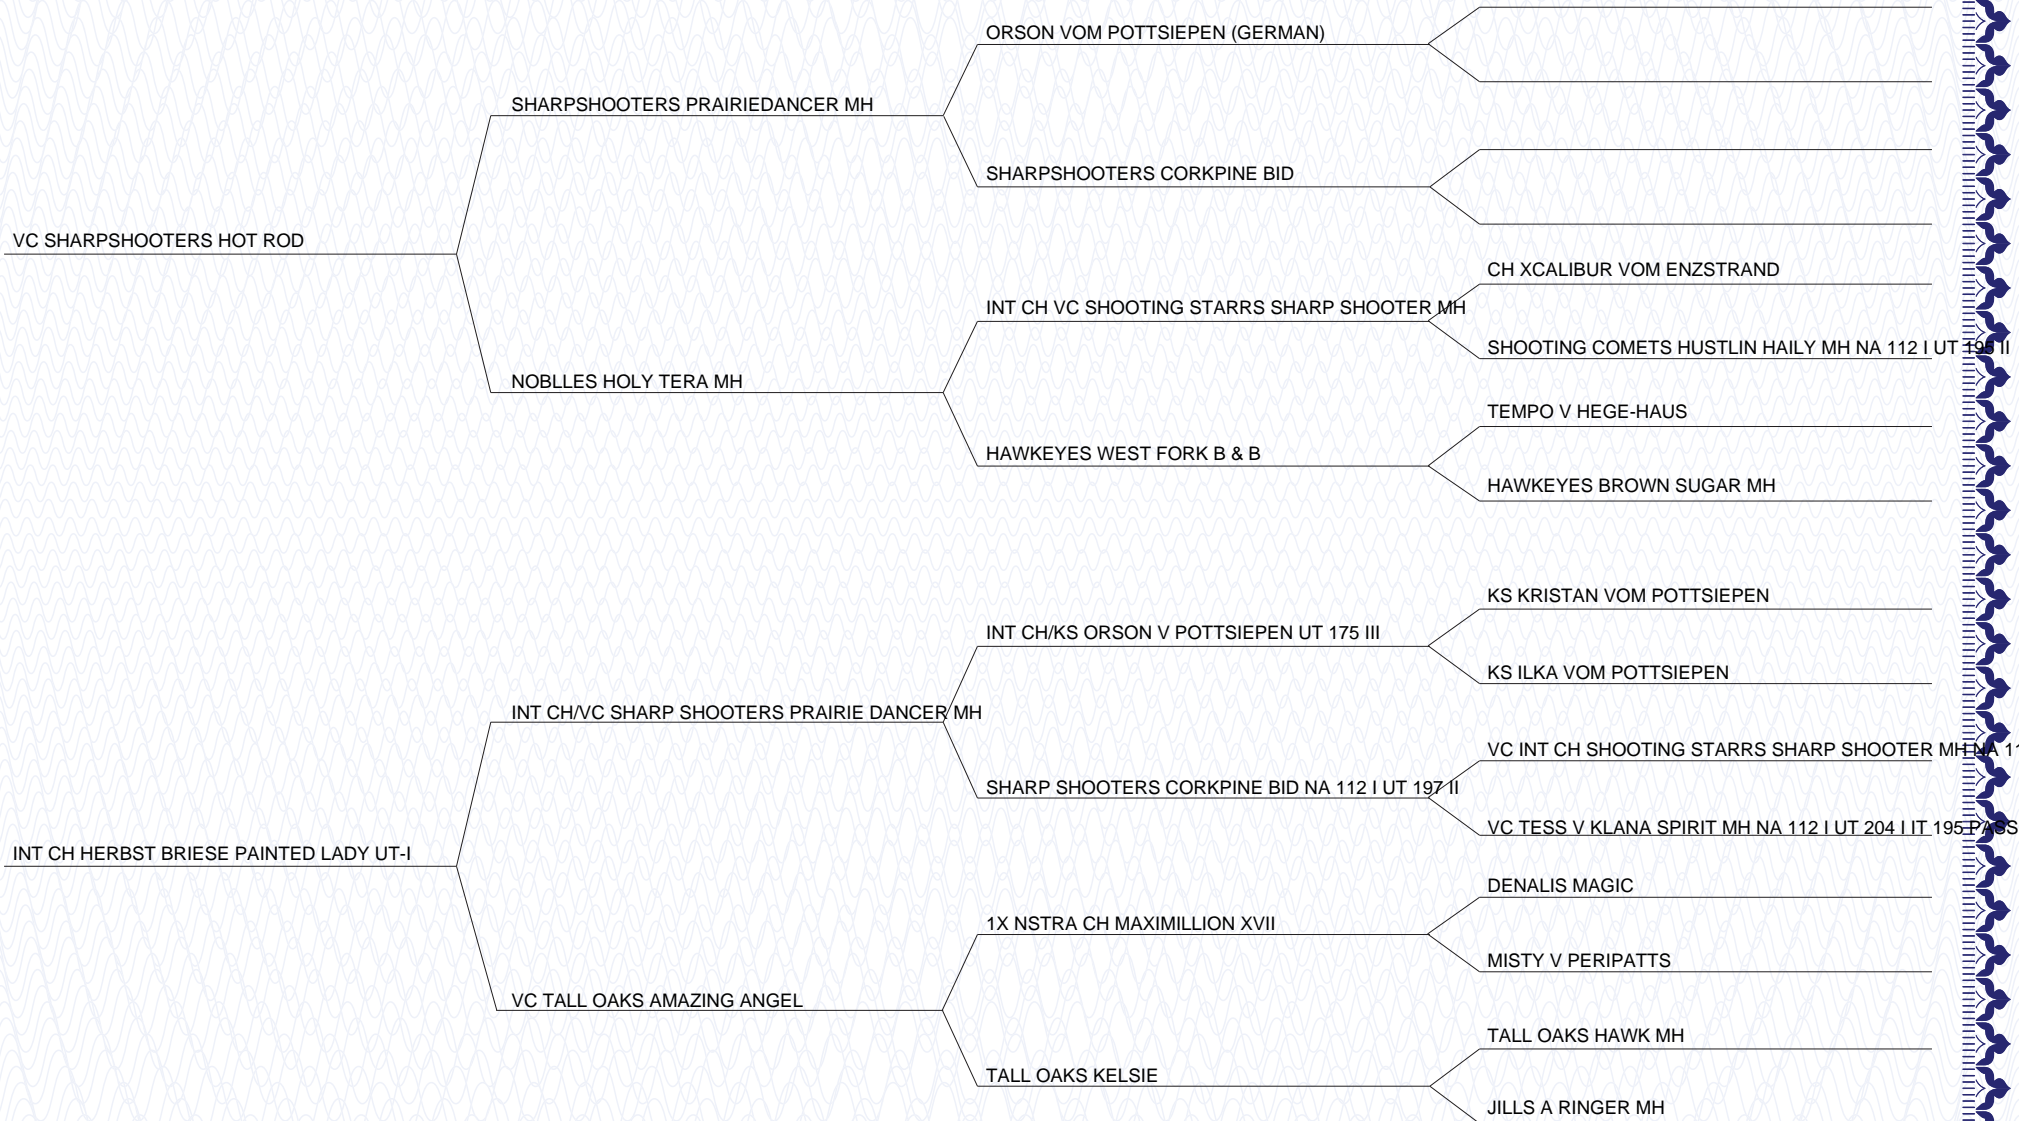 ORSON VOM POTTSIEPEN (GERMAN)
SHARPSHOOTERS PRAIRIEDANCER MH
SHARPSHOOTERS CORKPINE BID
VC SHARPSHOOTERS HOT ROD
CH XCALIBUR VOM ENZSTRAND
INT CH VC SHOOTING STARRS SHARP SHOOTER MH
SHOOTING COMETS HUSTLIN HAILY MH NA 112 I UT 195 II
NOBLLES HOLY TERA MH
TEMPO V HEGE-HAUS
HAWKEYES WEST FORK B & B
HAWKEYES BROWN SUGAR MH
KS KRISTAN VOM POTTSIEPEN
INT CH/KS ORSON V POTTSIEPEN UT 175 III
KS ILKA VOM POTTSIEPEN
INT CH/VC SHARP SHOOTERS PRAIRIE DANCER MH
VC INT CH SHOOTING STARRS SHARP SHOOTER MH NA 11
SHARP SHOOTERS CORKPINE BID NA 112 I UT 197 II
VC TESS V KLANA SPIRIT MH NA 112 I UT 204 I IT 195 PASS
INT CH HERBST BRIESE PAINTED LADY UT-I
DENALIS MAGIC
1X NSTRA CH MAXIMILLION XVII
MISTY V PERIPATTS
VC TALL OAKS AMAZING ANGEL
TALL OAKS HAWK MH
TALL OAKS KELSIE
JILLS A RINGER MH